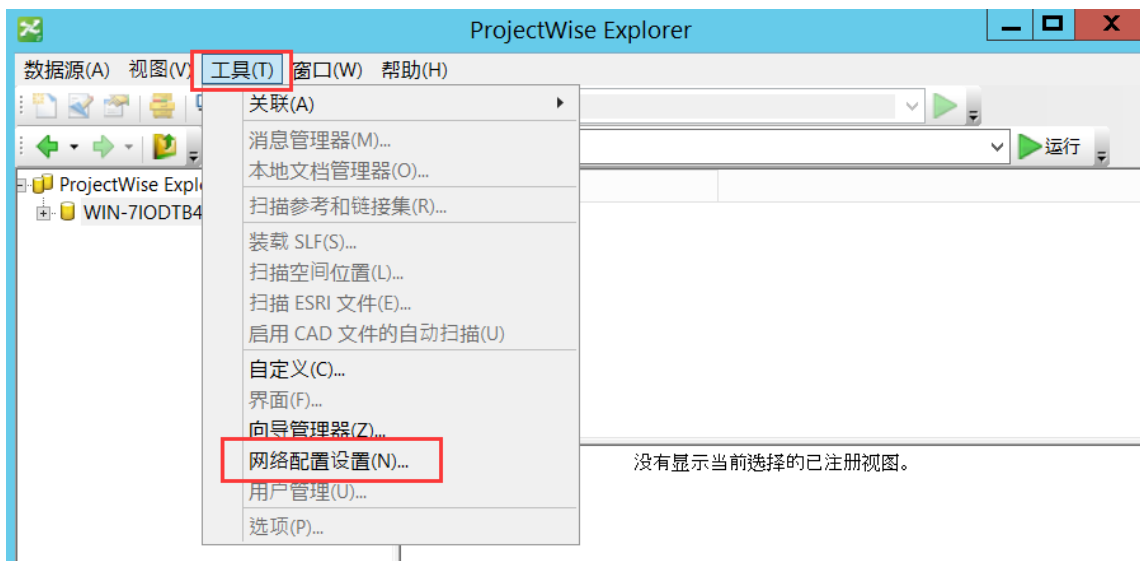 ProjectWise Explorer
数据源(A) 视图(V) 工具(T) 窗口(W) 帮助(H)
关联(A)
消息管理器(M)...
运行
本地文档管理器(O)...
ProjectWise Expl
扫描参考和链接集(R)...
WIN-7IODTB4
装载 SLF(S)...
扫描空间位置(L)...
扫描 ESRI 文件(E)...
启用 CAD 文件的自动扫描(U)
自定义(C)...
界面(F)...
向导管理器(Z)...
网络配置设置(N)...
没有显示当前选择的已注册视图。
用户管理(U)...
选项(P)...